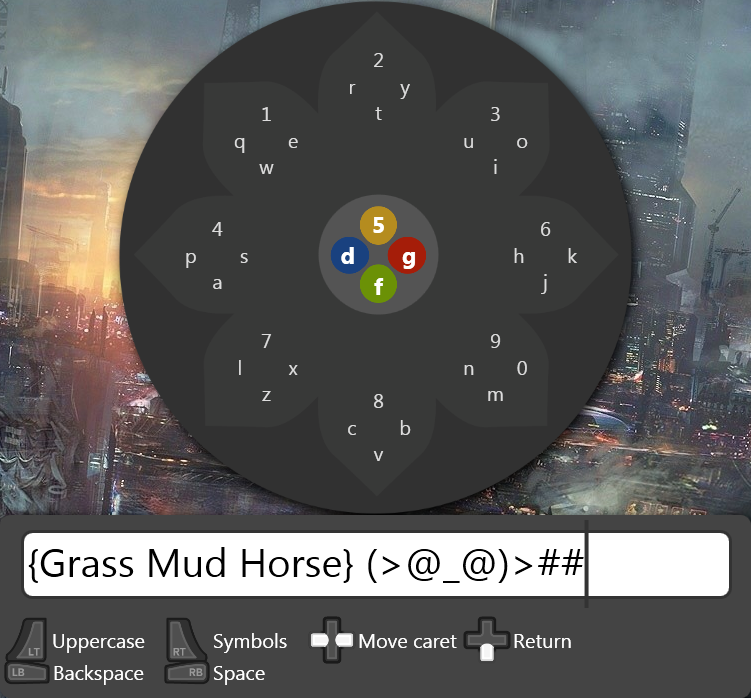 2
r y
t
1
q e
w
3
u o
i
4
p s
a
5
d g
f
6
h k
j
7
l x
z
8
c b
v
9
n 0
m
{Grass Mud Horse} (>@_@)>##
LT Uppercase RT Symbols Move caret Return
LB Backspace RB Space